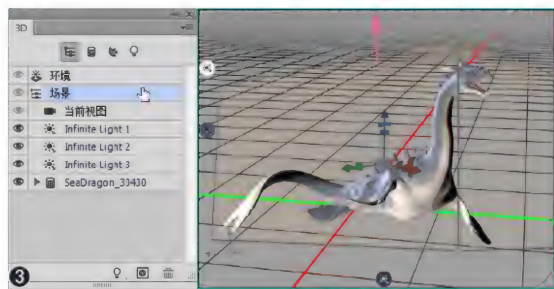 3D
环境
场景
当前视图
Infinite Light 1
Infinite Light 2
Infinite Light 3
SeaDragon_30430
3